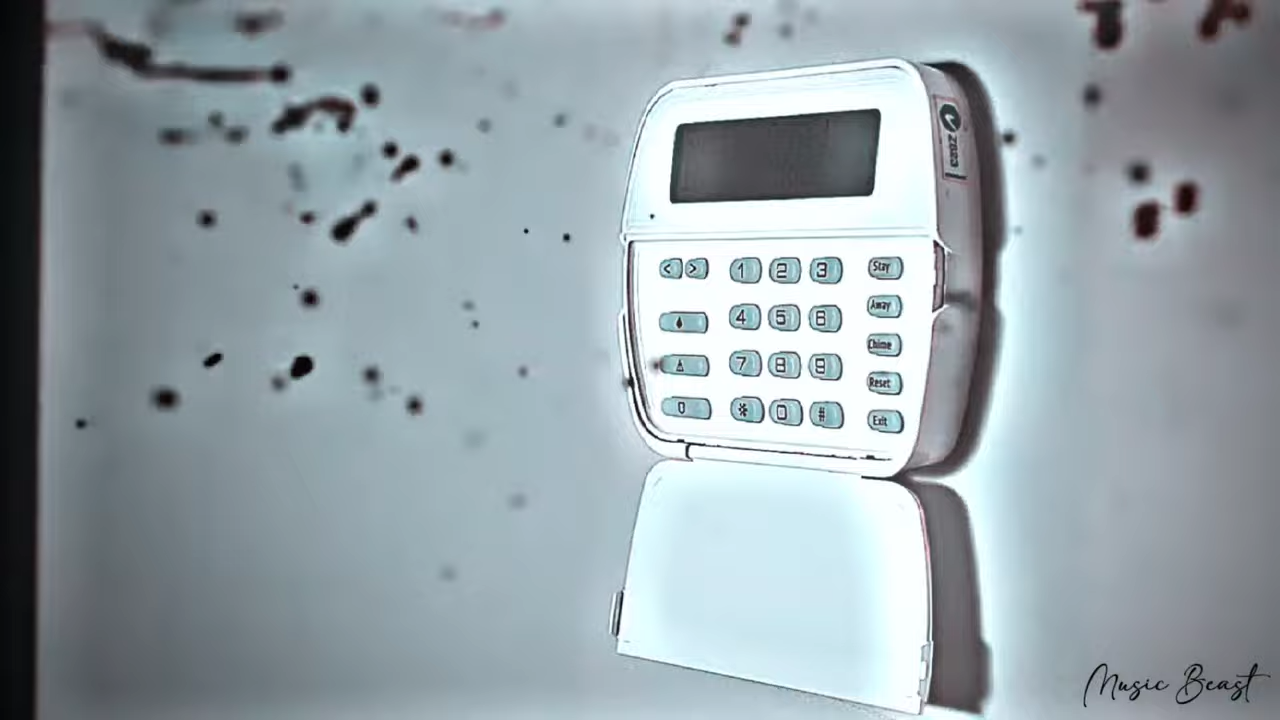 < > 1 2 3 Stay
4 5 6 Away
7 8 9 Chime
Reset
* 0 # Exit
Music Beast